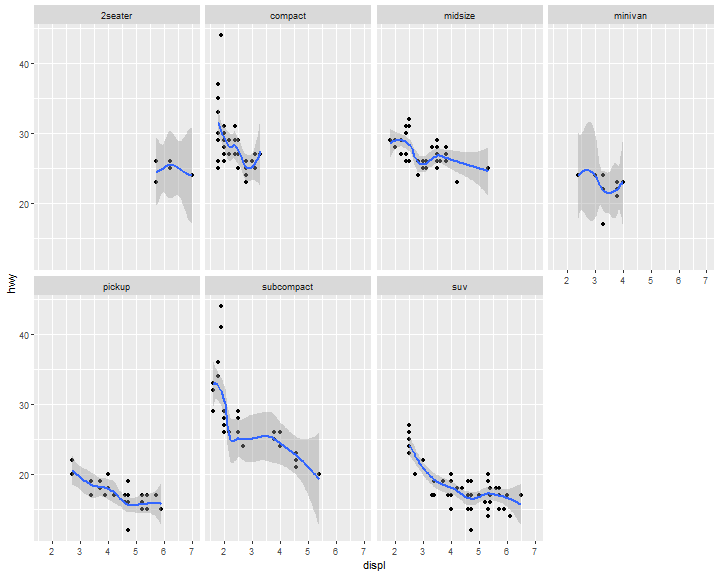 2seater compact midsize minivan
40
30
20
2 3 4 5 6 7
hwy
pickup subcompact suv
40
30
20
2 3 4 5 6 7 2 3 4 5 6 7 2 3 4 5 6 7
displ